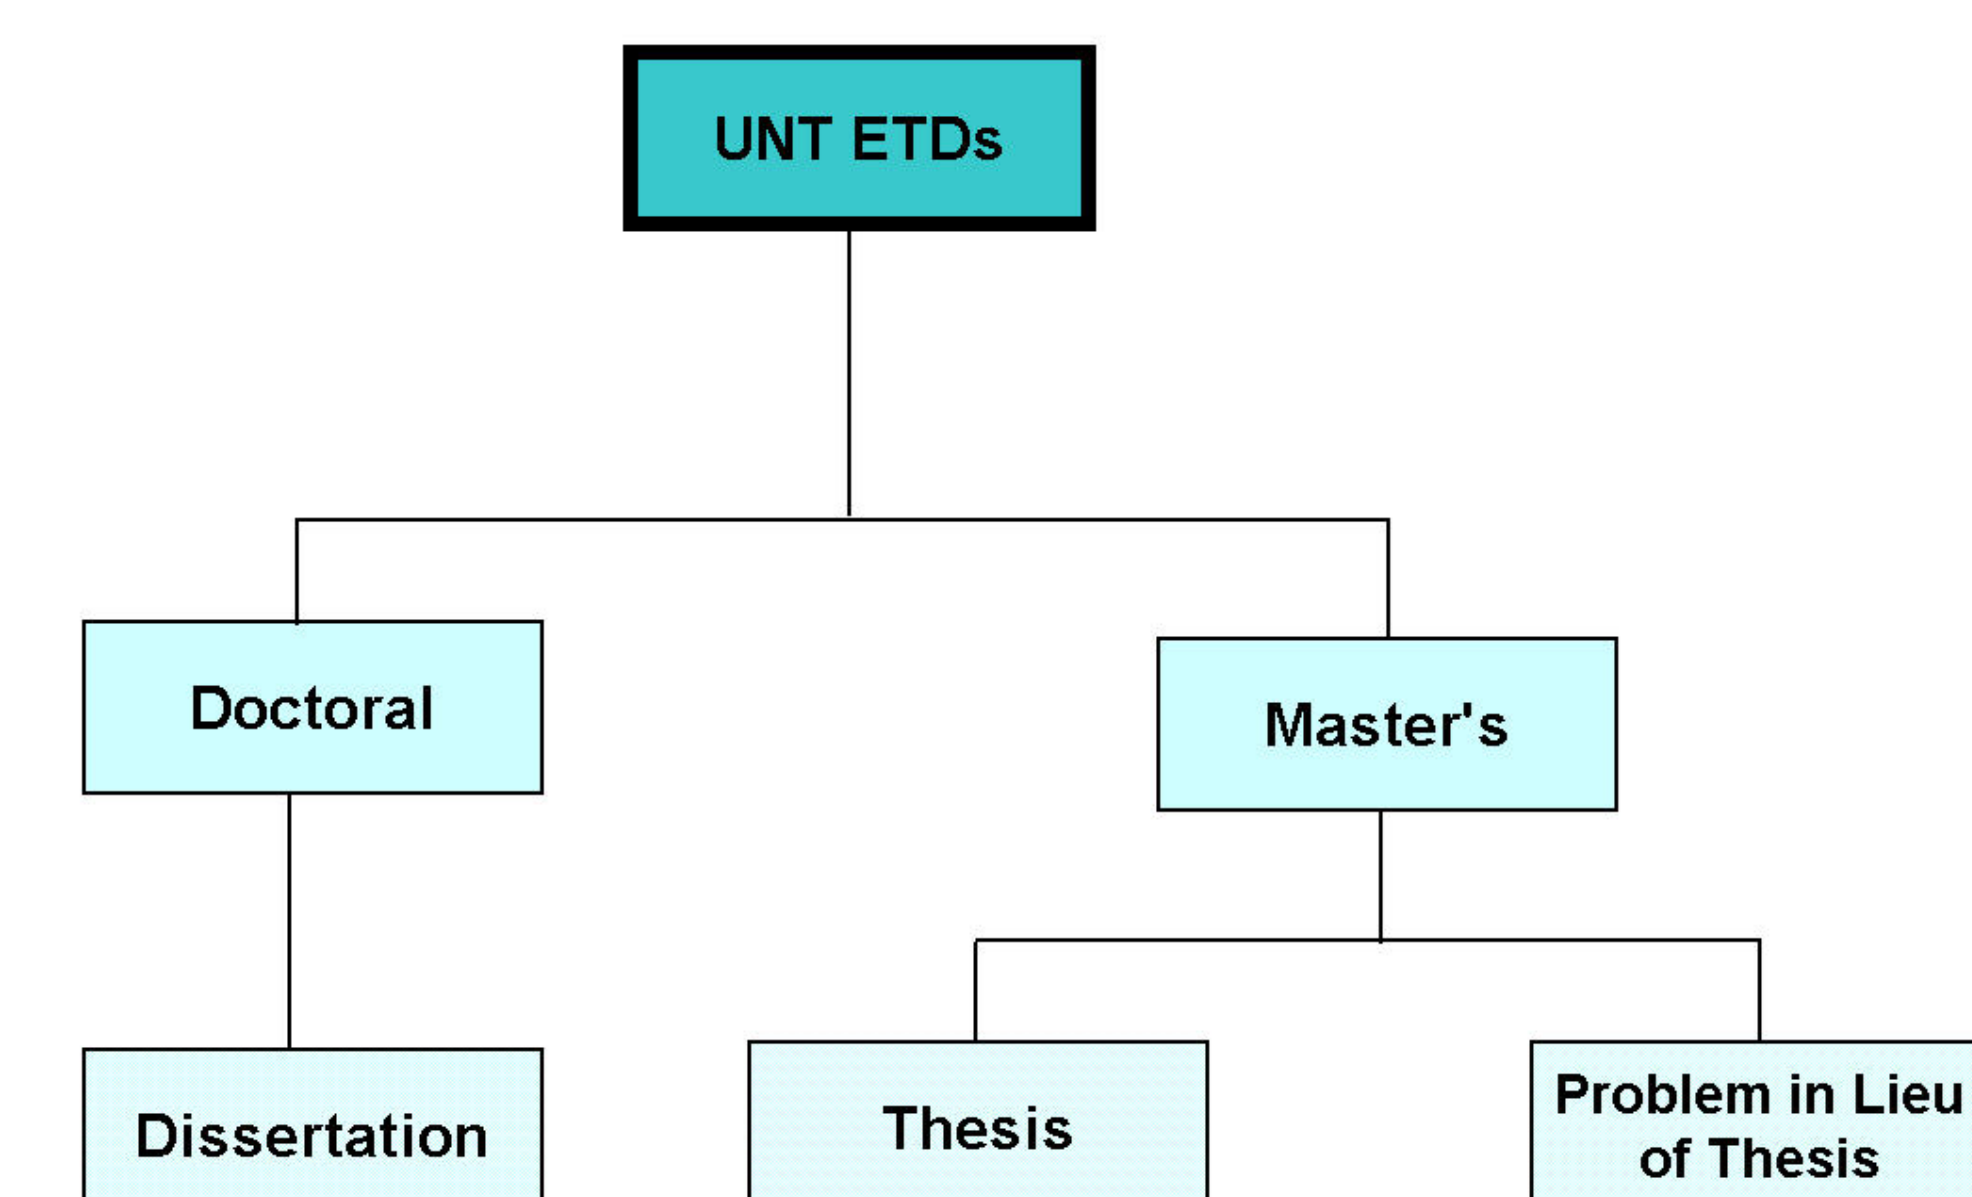 UNT ETDs
Doctoral
Master's
Dissertation
Thesis
Problem in Lieu
of Thesis